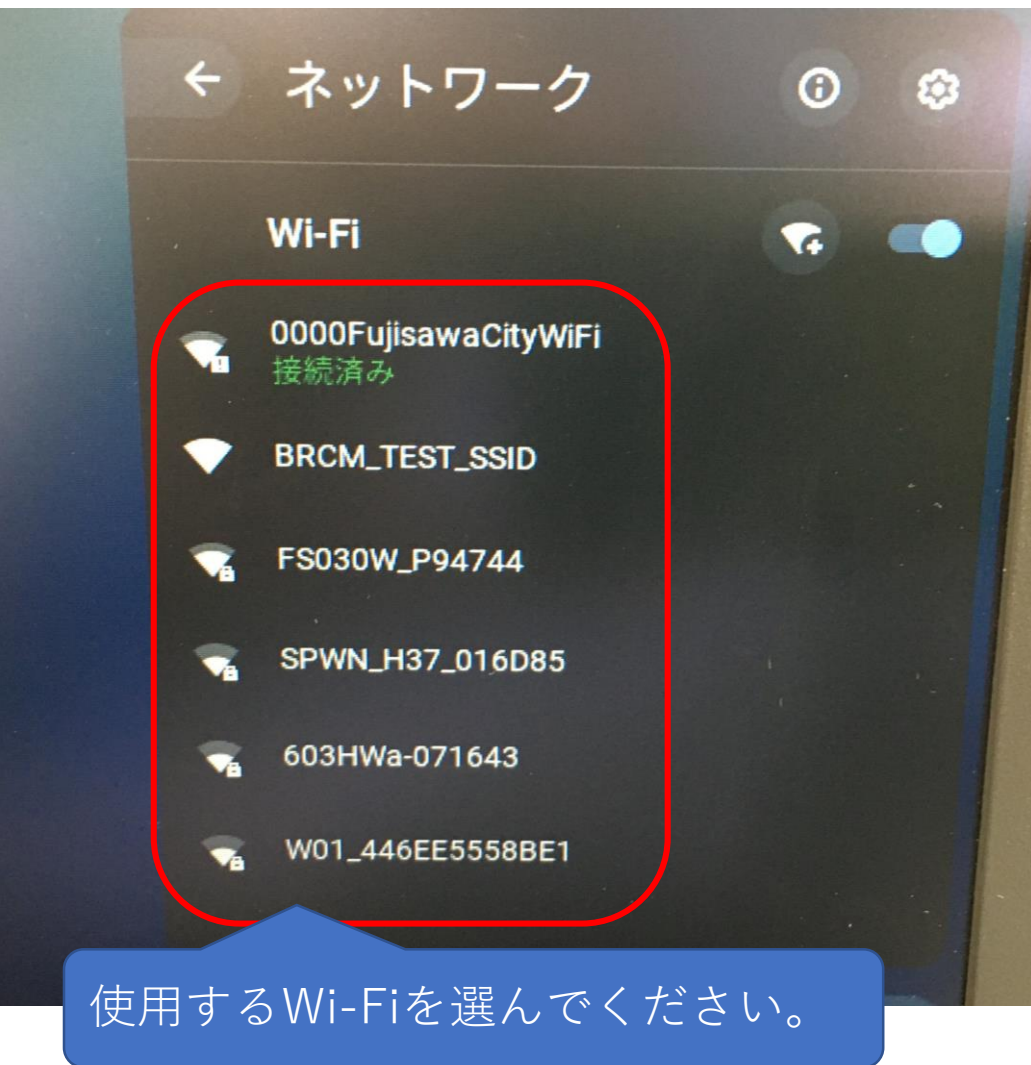 ネットワーク
Wi-Fi
0000FujisawaCityWiFi
接続済み
BRCM_TEST_SSID
FS030W_P94744
SPWN_H37_016D85
603HWa-071643
W01_446EE5558BE1
使用するWi-Fiを選んでください。